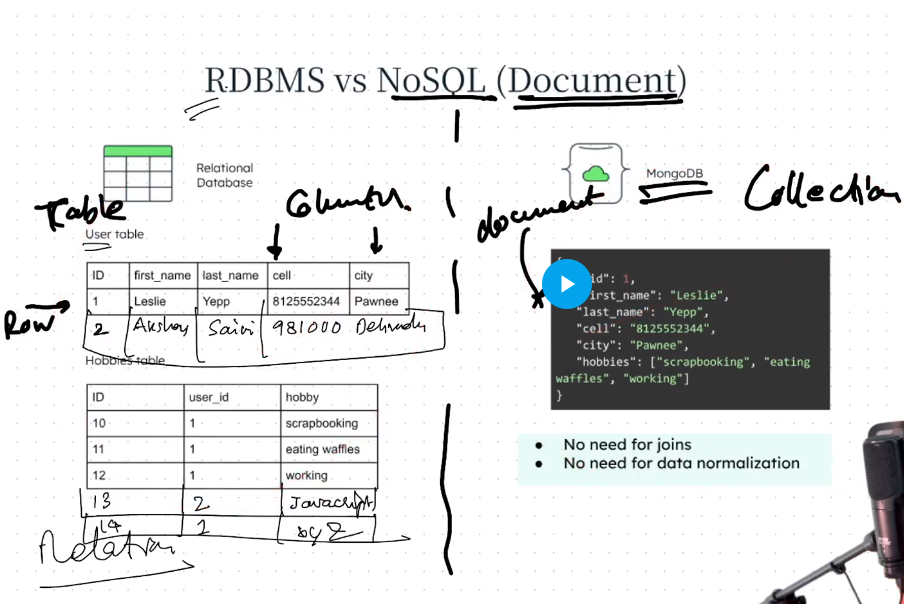 RDBMS vs NoSQL (Document)
Relational
Database
Table
Columns.
User table
ID first_name last_name cell city
Row
1 Leslie Yepp 8125552344 Pawnee
2 Akshay Saini 981000 Dehradu
Hobbies table
ID user_id hobby
10 1 scrapbooking
11 1 eating waffles
12 1 working
13 2 Javascript
14 xyz
Relation
MongoDB
Collection
document
{
id": 1,
first_name": "Leslie",
"last_name": "Yepp",
"cell": "8125552344",
"city": "Pawnee",
"hobbies": ["scrapbooking", "eating
waffles", "working"]
}
● No need for joins
● No need for data normalization